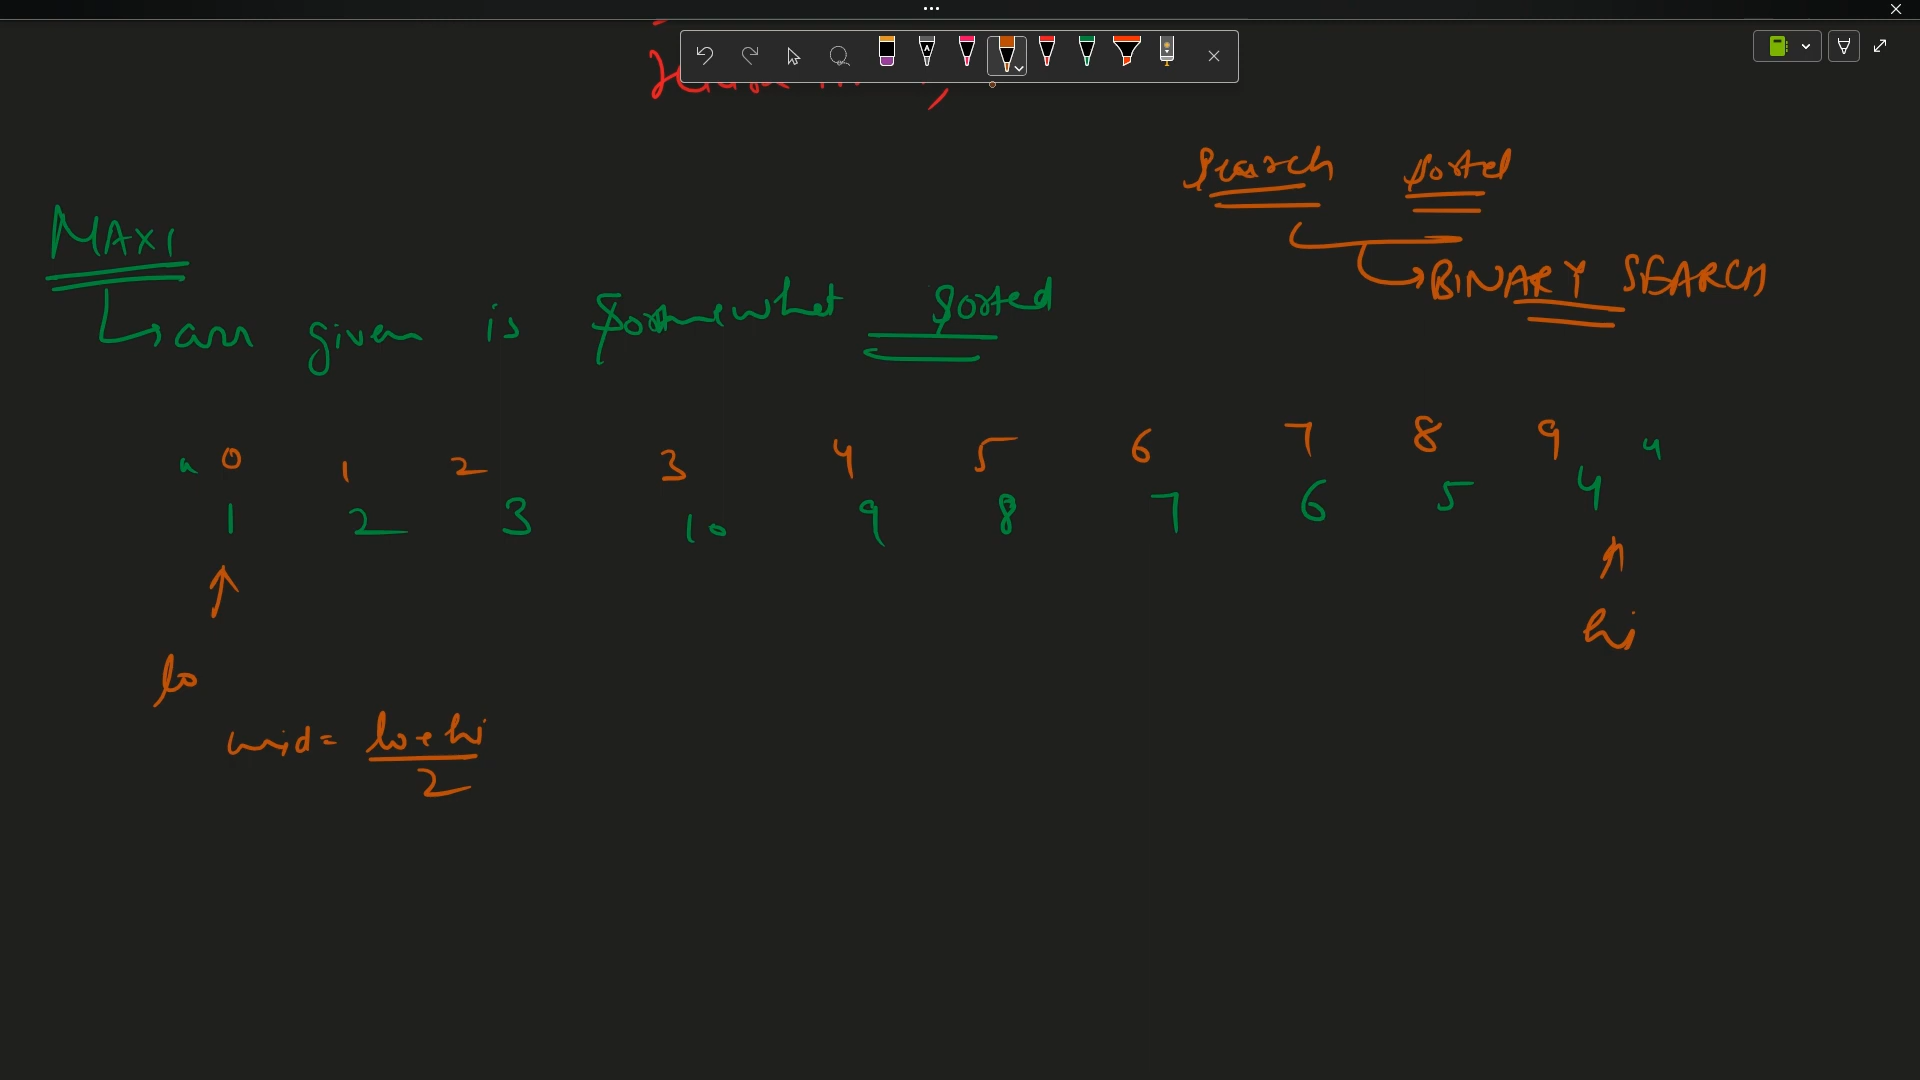 Search sorted
MAXI
BINARY SEARCH
arr given is somewhat sorted
0 1 2 3 4 5 6 7 8 9
1 2 3 10 9 8 7 6 5 4
hi
lo
mid = lo+hi
2